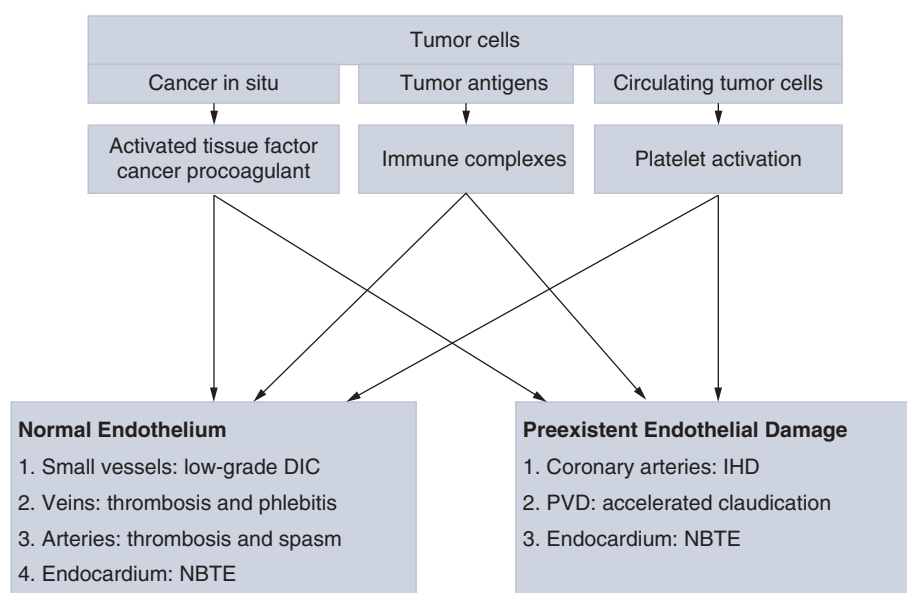 Tumor cells
Cancer in situ
Tumor antigens
Circulating tumor cells
Activated tissue factor
cancer procoagulant
Immune complexes
Platelet activation
Normal Endothelium
1. Small vessels: low-grade DIC
2. Veins: thrombosis and phlebitis
3. Arteries: thrombosis and spasm
4. Endocardium: NBTE
Preexistent Endothelial Damage
1. Coronary arteries: IHD
2. PVD: accelerated claudication
3. Endocardium: NBTE